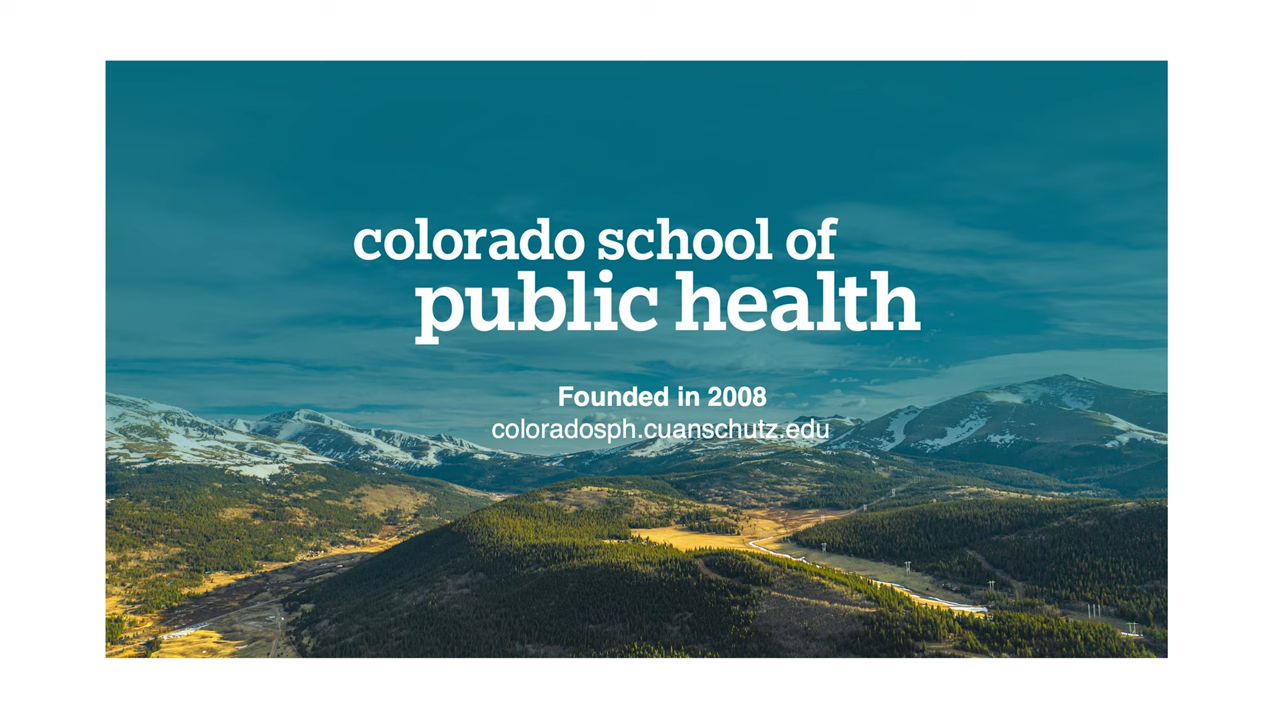 colorado school of
public health
Founded in 2008
coloradosph.cuanschutz.edu